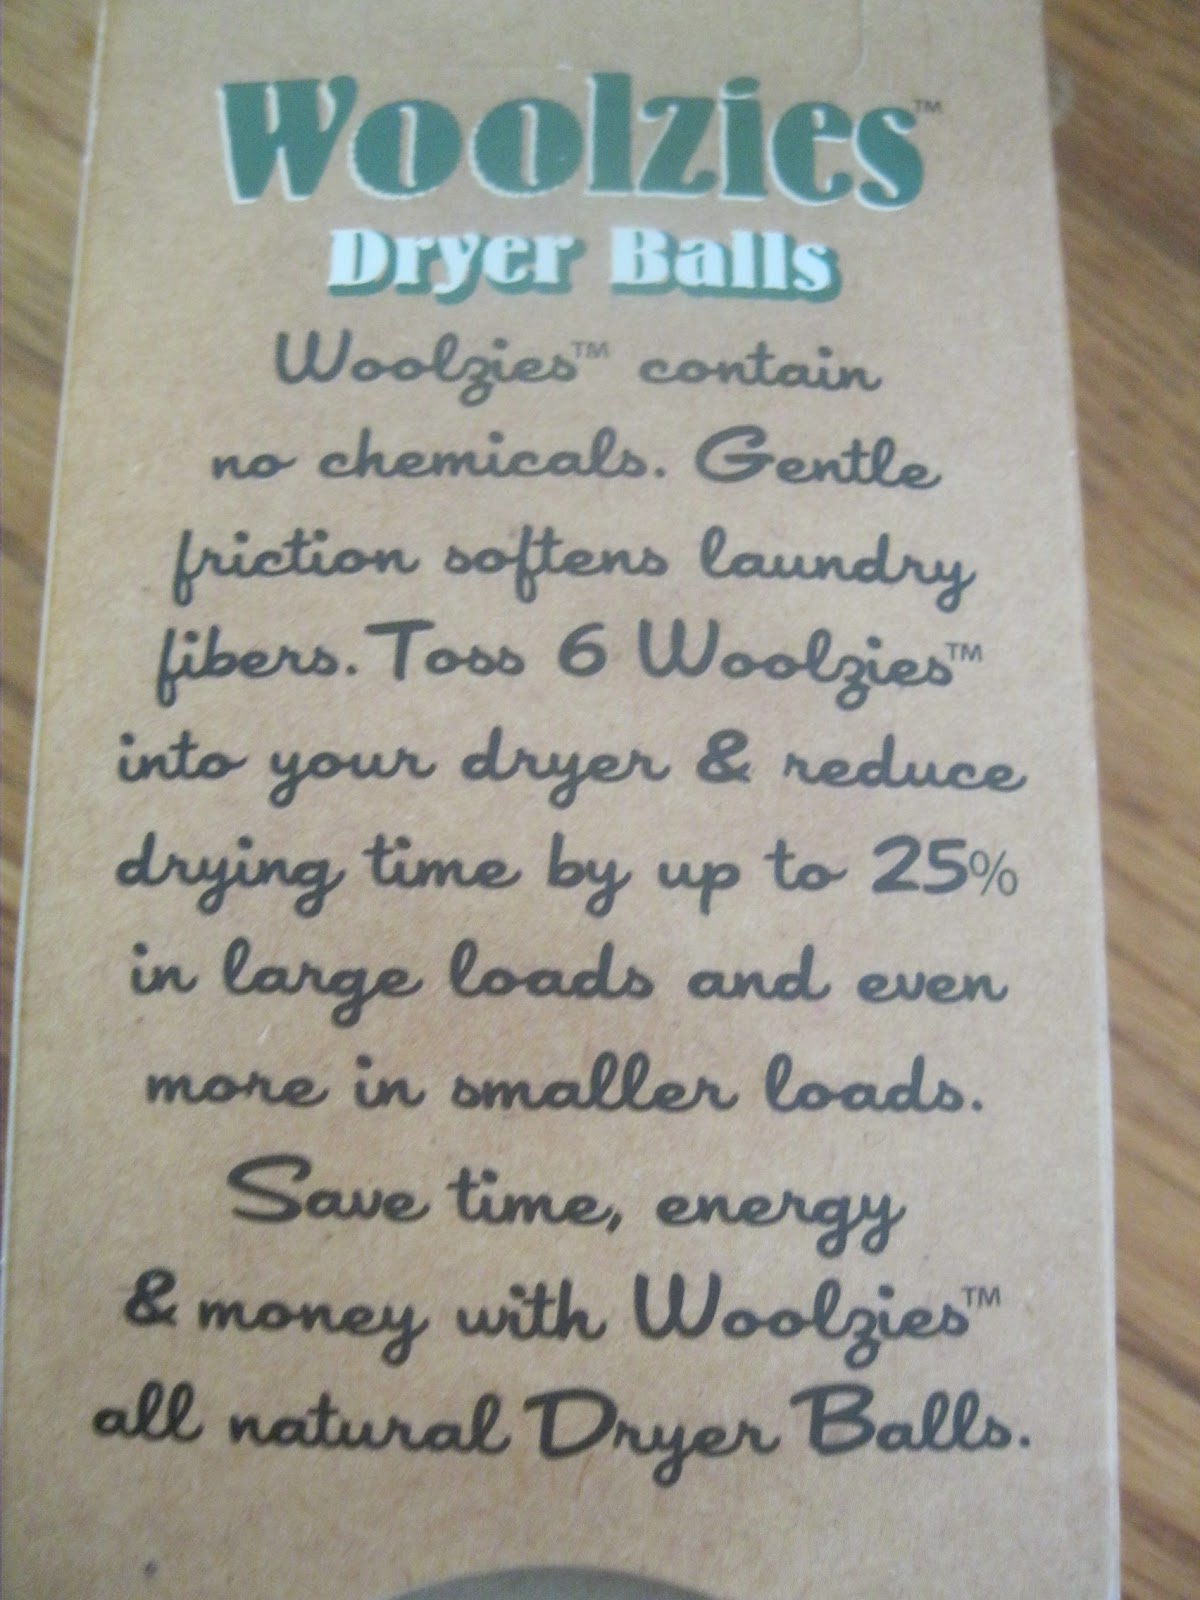 Woolzies™
Dryer Balls
Woolzies™ contain
no chemicals. Gentle
friction softens laundry
fibers. Toss 6 Woolzies™
into your dryer & reduce
drying time by up to 25%
in large loads and even
more in smaller loads.
Save time, energy
& money with Woolzies™
all natural Dryer Balls.